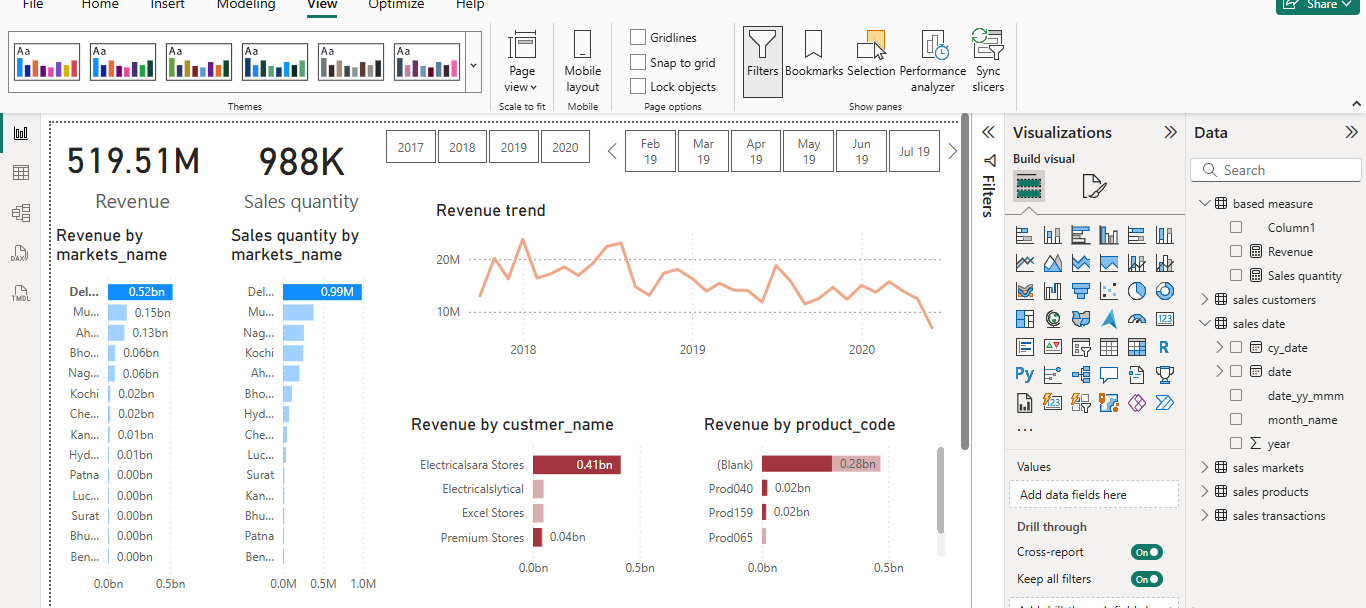 File Home Insert Modeling View Optimize Help Share
Aa Aa Aa Aa Aa Aa
Page view
Mobile layout
Gridlines
Snap to grid
Lock objects
Filters
Bookmarks
Selection
Performance analyzer
Sync slicers
Themes
Scale to fit
Mobile
Page options
Show panes
DAX
TMDL
519.51M
Revenue
988K
Sales quantity
2017 2018 2019 2020
Feb 19
Mar 19
Apr 19
May 19
Jun 19
Jul 19
Revenue by markets_name
Del... 0.52bn
Mu... 0.15bn
Ah... 0.13bn
Bho... 0.06bn
Nag... 0.06bn
Kochi 0.02bn
Che... 0.02bn
Kan... 0.01bn
Hyd... 0.01bn
Patna 0.00bn
Luc... 0.00bn
Surat 0.00bn
Bhu... 0.00bn
Ben... 0.00bn
0.0bn 0.5bn
Sales quantity by markets_name
Del... 0.99M
Mu...
Nag...
Kochi
Ah...
Bho...
Hyd...
Che...
Luc...
Surat
Kan...
Bhu...
Patna
Ben...
0.0M 0.5M 1.0M
Revenue trend
20M
10M
2018 2019 2020
Revenue by custmer_name
Electricalsara Stores 0.41bn
Electricalslytical
Excel Stores
Premium Stores 0.04bn
0.0bn 0.5bn
Revenue by product_code
(Blank) 0.28bn
Prod040 0.02bn
Prod159 0.02bn
Prod065
0.0bn 0.5bn
Filters
Visualizations
Build visual
123
R
Py
123
...
Values
Add data fields here
Drill through
Cross-report On
Keep all filters On
Data
Search
based measure
Column1
Revenue
Sales quantity
sales customers
sales date
cy_date
date
date_yy_mmm
month_name
year
sales markets
sales products
sales transactions